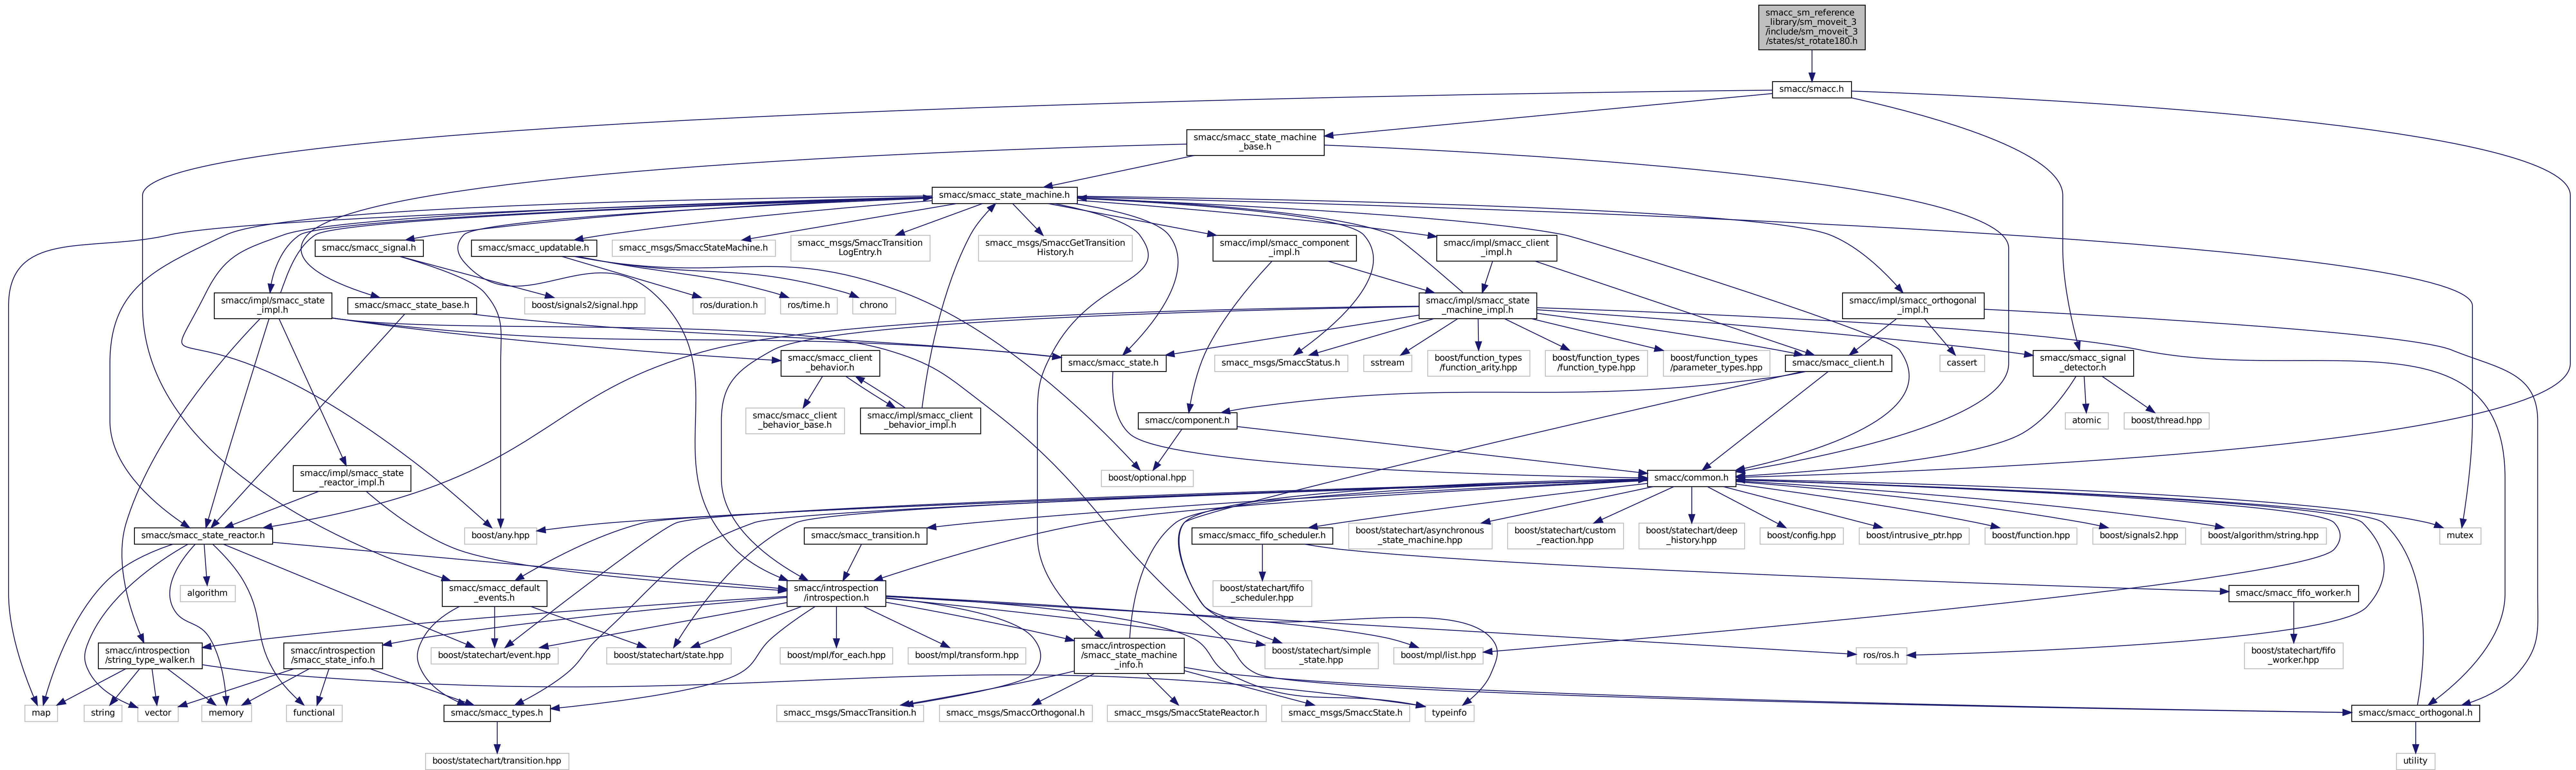 smacc_sm_reference
_library/sm_moveit_3
/include/sm_moveit_3
/states/st_rotate180.h
smacc/smacc.h
smacc/smacc_state_machine
_base.h
smacc/smacc_state_machine.h
smacc/smacc_signal.h
smacc/smacc_updatable.h
smacc_msgs/SmaccStateMachine.h
smacc_msgs/SmaccTransition
LogEntry.h
smacc_msgs/SmaccGetTransition
History.h
smacc/impl/smacc_component
_impl.h
smacc/impl/smacc_client
_impl.h
smacc/impl/smacc_state
_impl.h
smacc/smacc_state_base.h
boost/signals2/signal.hpp
ros/duration.h
ros/time.h
chrono
smacc/impl/smacc_state
_machine_impl.h
smacc/impl/smacc_orthogonal
_impl.h
smacc/smacc_client
_behavior.h
smacc/smacc_state.h
smacc_msgs/SmaccStatus.h
sstream
boost/function_types
/function_arity.hpp
boost/function_types
/function_type.hpp
boost/function_types
/parameter_types.hpp
smacc/smacc_client.h
cassert
smacc/smacc_signal
_detector.h
smacc/smacc_client
_behavior_base.h
smacc/impl/smacc_client
_behavior_impl.h
smacc/component.h
atomic
boost/thread.hpp
smacc/impl/smacc_state
_reactor_impl.h
boost/optional.hpp
smacc/common.h
smacc/smacc_state_reactor.h
boost/any.hpp
smacc/smacc_transition.h
smacc/smacc_fifo_scheduler.h
boost/statechart/asynchronous
_state_machine.hpp
boost/statechart/custom
_reaction.hpp
boost/statechart/deep
_history.hpp
boost/config.hpp
boost/intrusive_ptr.hpp
boost/function.hpp
boost/signals2.hpp
boost/algorithm/string.hpp
mutex
algorithm
smacc/smacc_default
_events.h
smacc/introspection
/introspection.h
boost/statechart/fifo
_scheduler.hpp
smacc/smacc_fifo_worker.h
smacc/introspection
/string_type_walker.h
smacc/introspection
/smacc_state_info.h
boost/statechart/event.hpp
boost/statechart/state.hpp
boost/mpl/for_each.hpp
boost/mpl/transform.hpp
smacc/introspection
/smacc_state_machine
_info.h
boost/statechart/simple
_state.hpp
boost/mpl/list.hpp
ros/ros.h
boost/statechart/fifo
_worker.hpp
map
string
vector
memory
functional
smacc/smacc_types.h
smacc_msgs/SmaccTransition.h
smacc_msgs/SmaccOrthogonal.h
smacc_msgs/SmaccStateReactor.h
smacc_msgs/SmaccState.h
typeinfo
smacc/smacc_orthogonal.h
boost/statechart/transition.hpp
utility